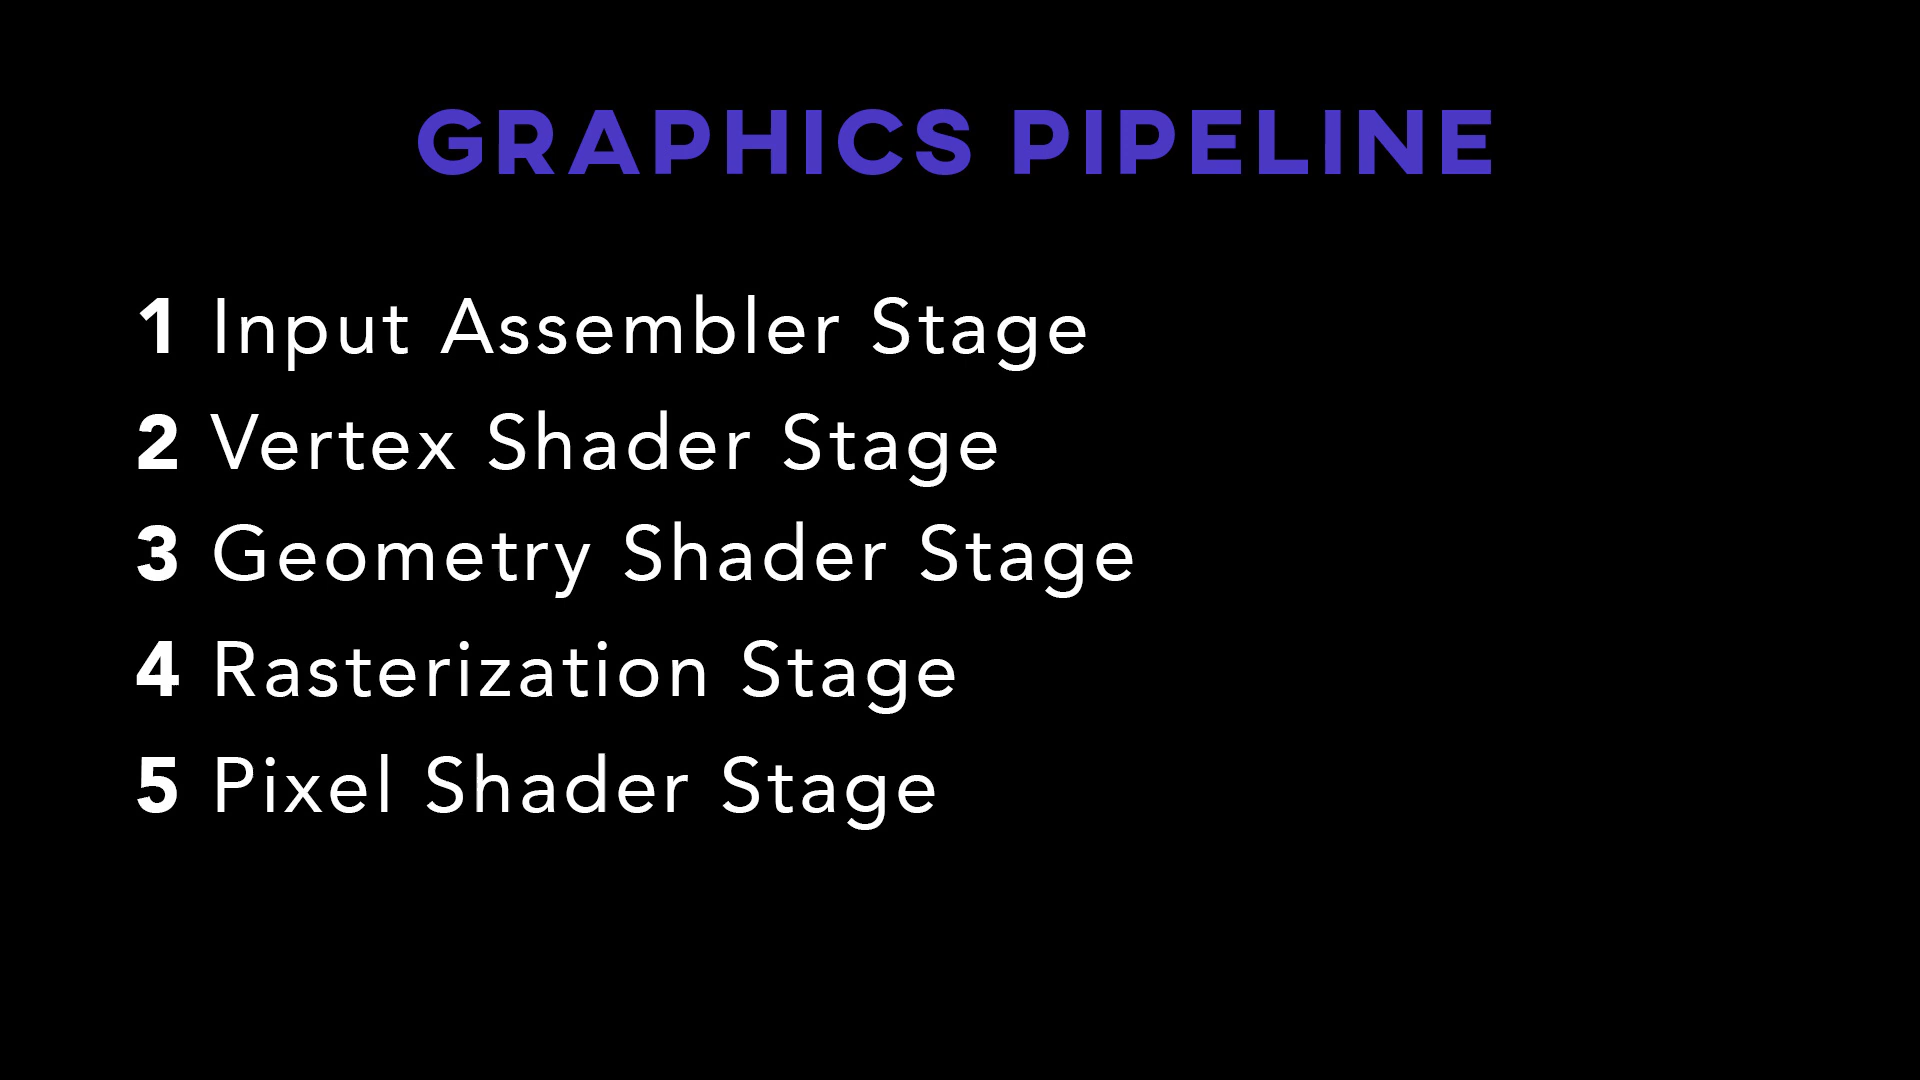 GRAPHICS PIPELINE
1 Input Assembler Stage
2 Vertex Shader Stage
3 Geometry Shader Stage
4 Rasterization Stage
5 Pixel Shader Stage